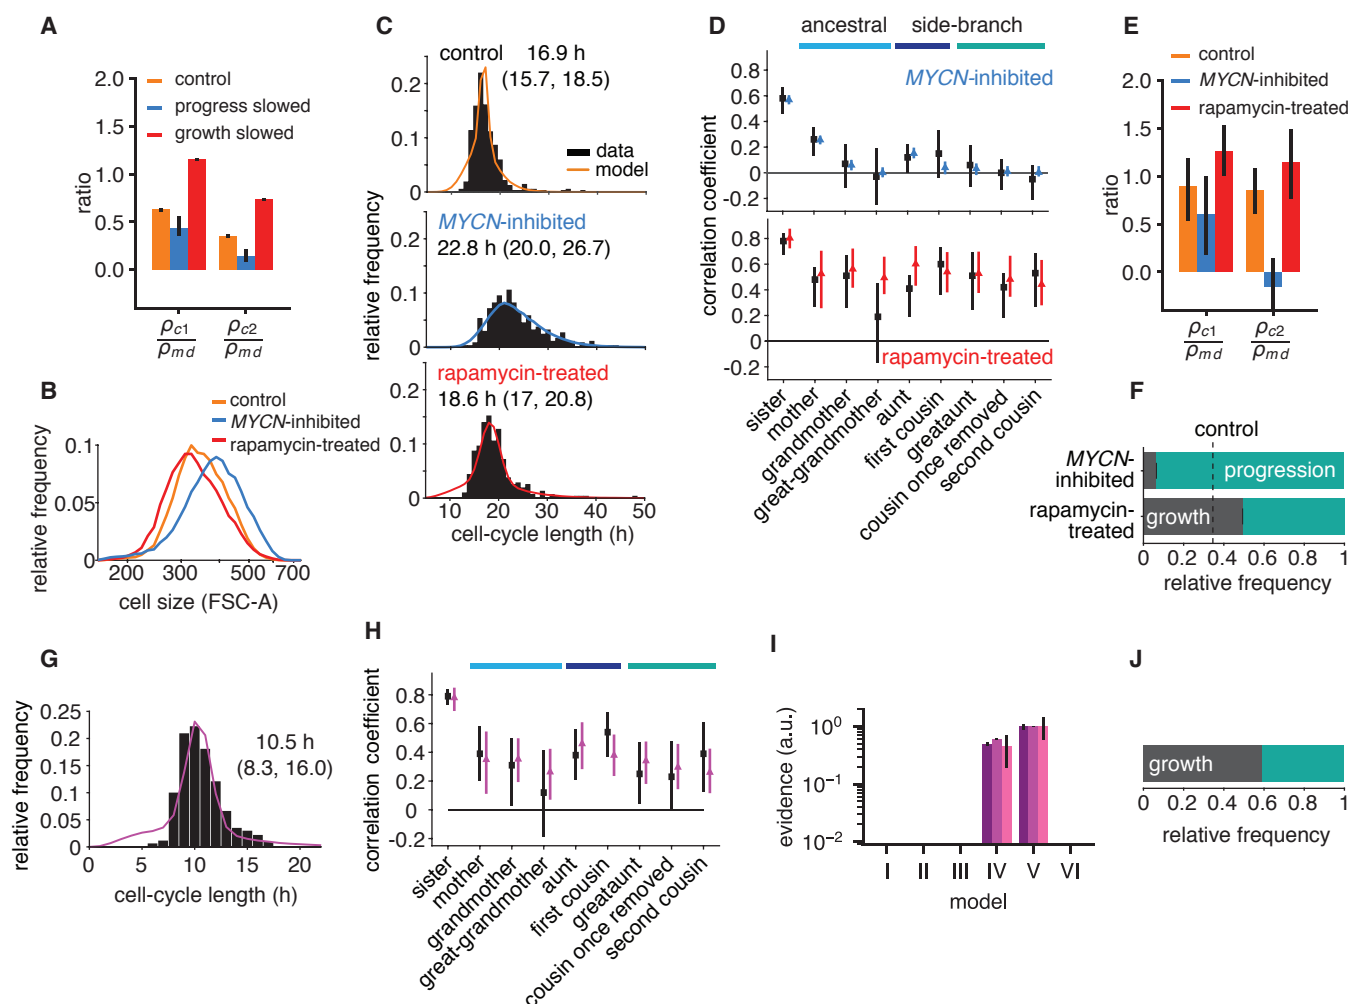 A
control
progress slowed
growth slowed
2.0
1.5
1.0
0.5
0.0
ratio
ρc1
ρmd
ρc2
ρmd
B
control
MYCN-inhibited
rapamycin-treated
0.1
0.05
0
relative frequency
200
300
500
700
cell size (FSC-A)
C
control
16.9 h
(15.7, 18.5)
data
model
0.2
0.1
0
MYCN-inhibited
22.8 h (20.0, 26.7)
0.2
0.1
0
rapamycin-treated
18.6 h (17, 20.8)
0.2
0.1
0
relative frequency
10
20
30
40
50
cell-cycle length (h)
D
ancestral
side-branch
MYCN-inhibited
0.8
0.6
0.4
0.2
0
-0.2
0.8
0.6
0.4
0.2
0
-0.2
correlation coefficient
rapamycin-treated
sister
mother
grandmother
great-grandmother
aunt
first cousin
greataunt
cousin once removed
second cousin
E
control
MYCN-inhibited
rapamycin-treated
2.0
1.5
1.0
0.5
0.0
ratio
ρc1
ρmd
ρc2
ρmd
F
control
MYCN-
inhibited
progression
rapamycin-
treated
growth
0
0.2
0.4
0.6
0.8
1
relative frequency
G
0.25
0.2
0.15
0.1
0.05
0
relative frequency
10.5 h
(8.3, 16.0)
0
5
10
15
20
cell-cycle length (h)
H
0.8
0.6
0.4
0.2
0
-0.2
correlation coefficient
sister
mother
grandmother
great-grandmother
aunt
first cousin
greataunt
cousin once removed
second cousin
I
10⁰
10⁻¹
10⁻²
evidence (a.u.)
I
II
III
IV
V
VI
model
J
growth
0
0.2
0.4
0.6
0.8
1
relative frequency